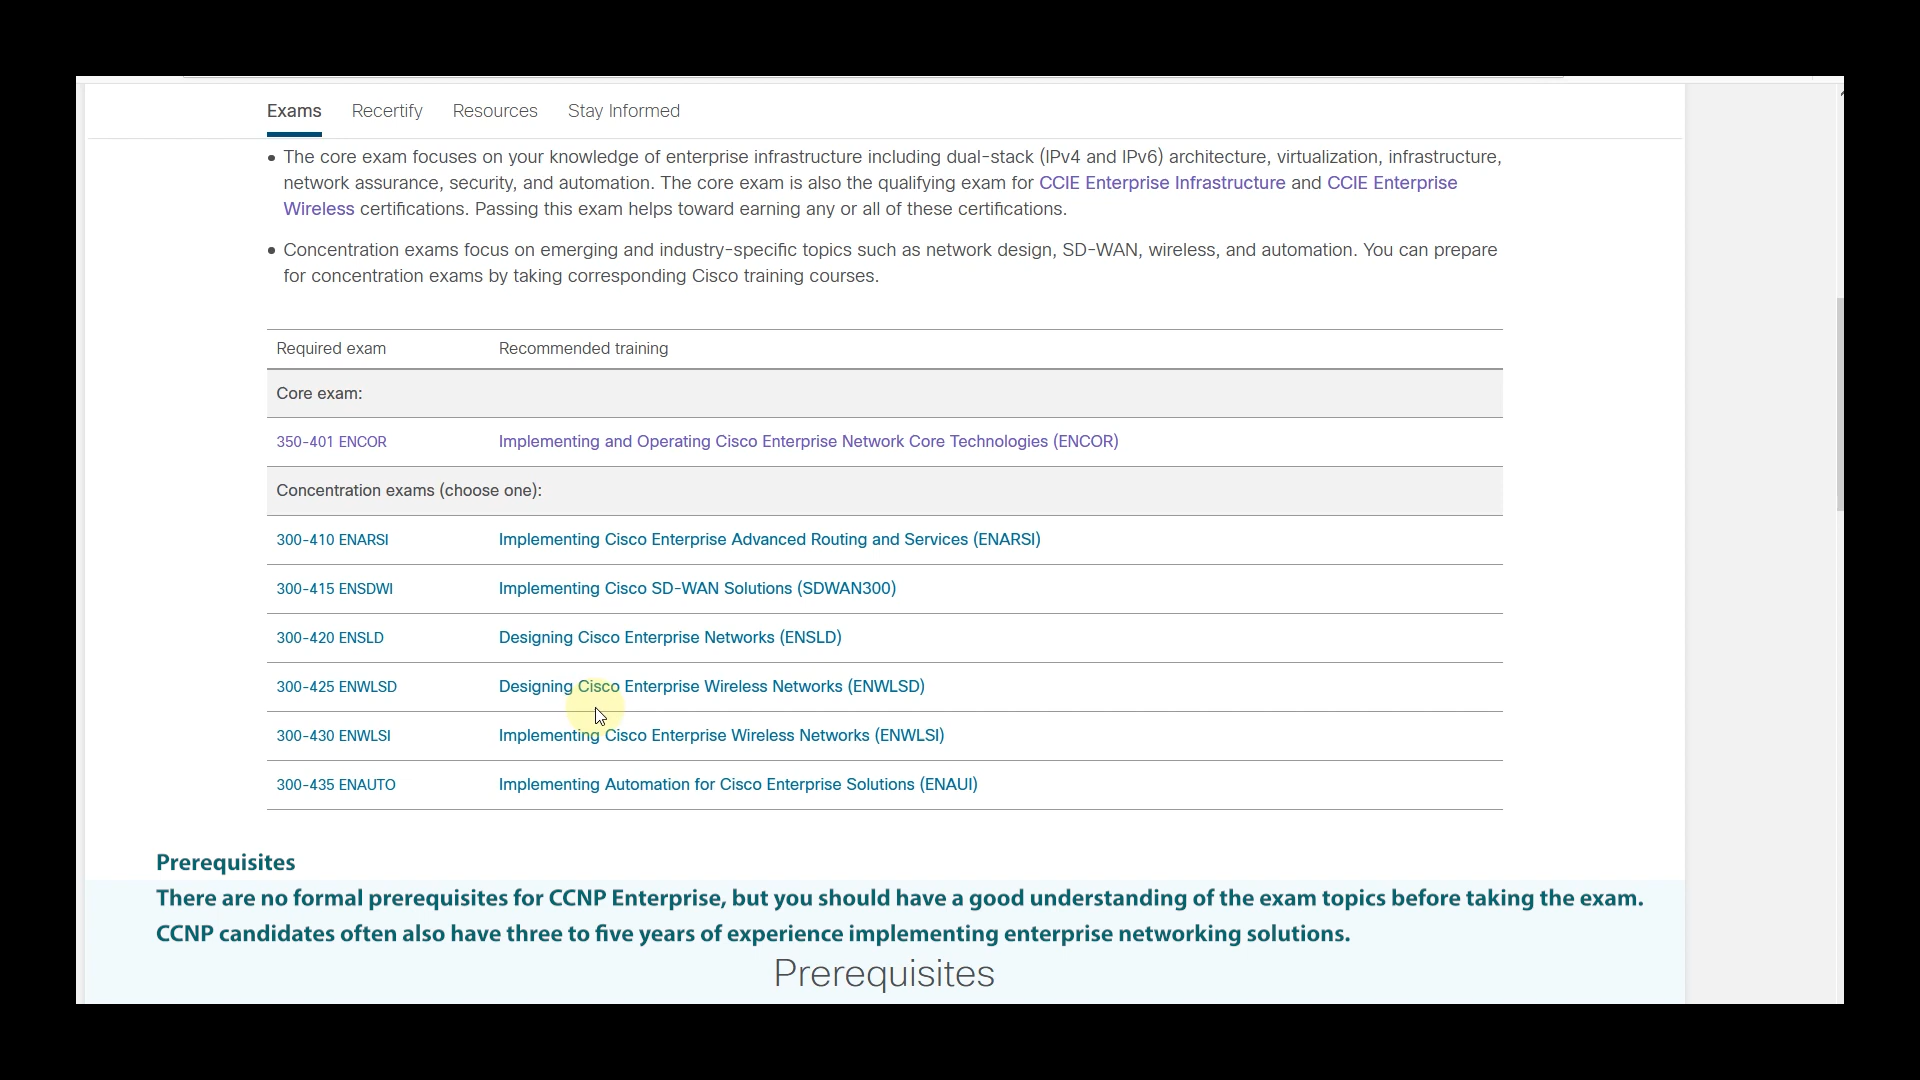 Exams Recertify Resources Stay Informed
• The core exam focuses on your knowledge of enterprise infrastructure including dual-stack (IPv4 and IPv6) architecture, virtualization, infrastructure,
network assurance, security, and automation. The core exam is also the qualifying exam for CCIE Enterprise Infrastructure and CCIE Enterprise
Wireless certifications. Passing this exam helps toward earning any or all of these certifications.
• Concentration exams focus on emerging and industry-specific topics such as network design, SD-WAN, wireless, and automation. You can prepare
for concentration exams by taking corresponding Cisco training courses.
Required exam Recommended training
Core exam:
350-401 ENCOR Implementing and Operating Cisco Enterprise Network Core Technologies (ENCOR)
Concentration exams (choose one):
300-410 ENARSI Implementing Cisco Enterprise Advanced Routing and Services (ENARSI)
300-415 ENSDWI Implementing Cisco SD-WAN Solutions (SDWAN300)
300-420 ENSLD Designing Cisco Enterprise Networks (ENSLD)
300-425 ENWLSD Designing Cisco Enterprise Wireless Networks (ENWLSD)
300-430 ENWLSI Implementing Cisco Enterprise Wireless Networks (ENWLSI)
300-435 ENAUTO Implementing Automation for Cisco Enterprise Solutions (ENAUI)
Prerequisites
There are no formal prerequisites for CCNP Enterprise, but you should have a good understanding of the exam topics before taking the exam.
CCNP candidates often also have three to five years of experience implementing enterprise networking solutions.
Prerequisites